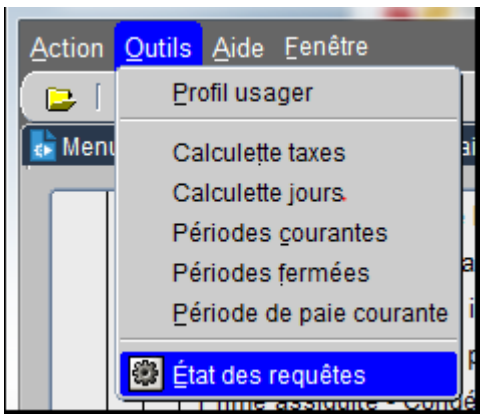 Action Outils Aide Fenêtre
Profil usager
Menu
Calculette taxes
Calculette jours
Périodes courantes
Périodes fermées
Période de paie courante
État des requêtes